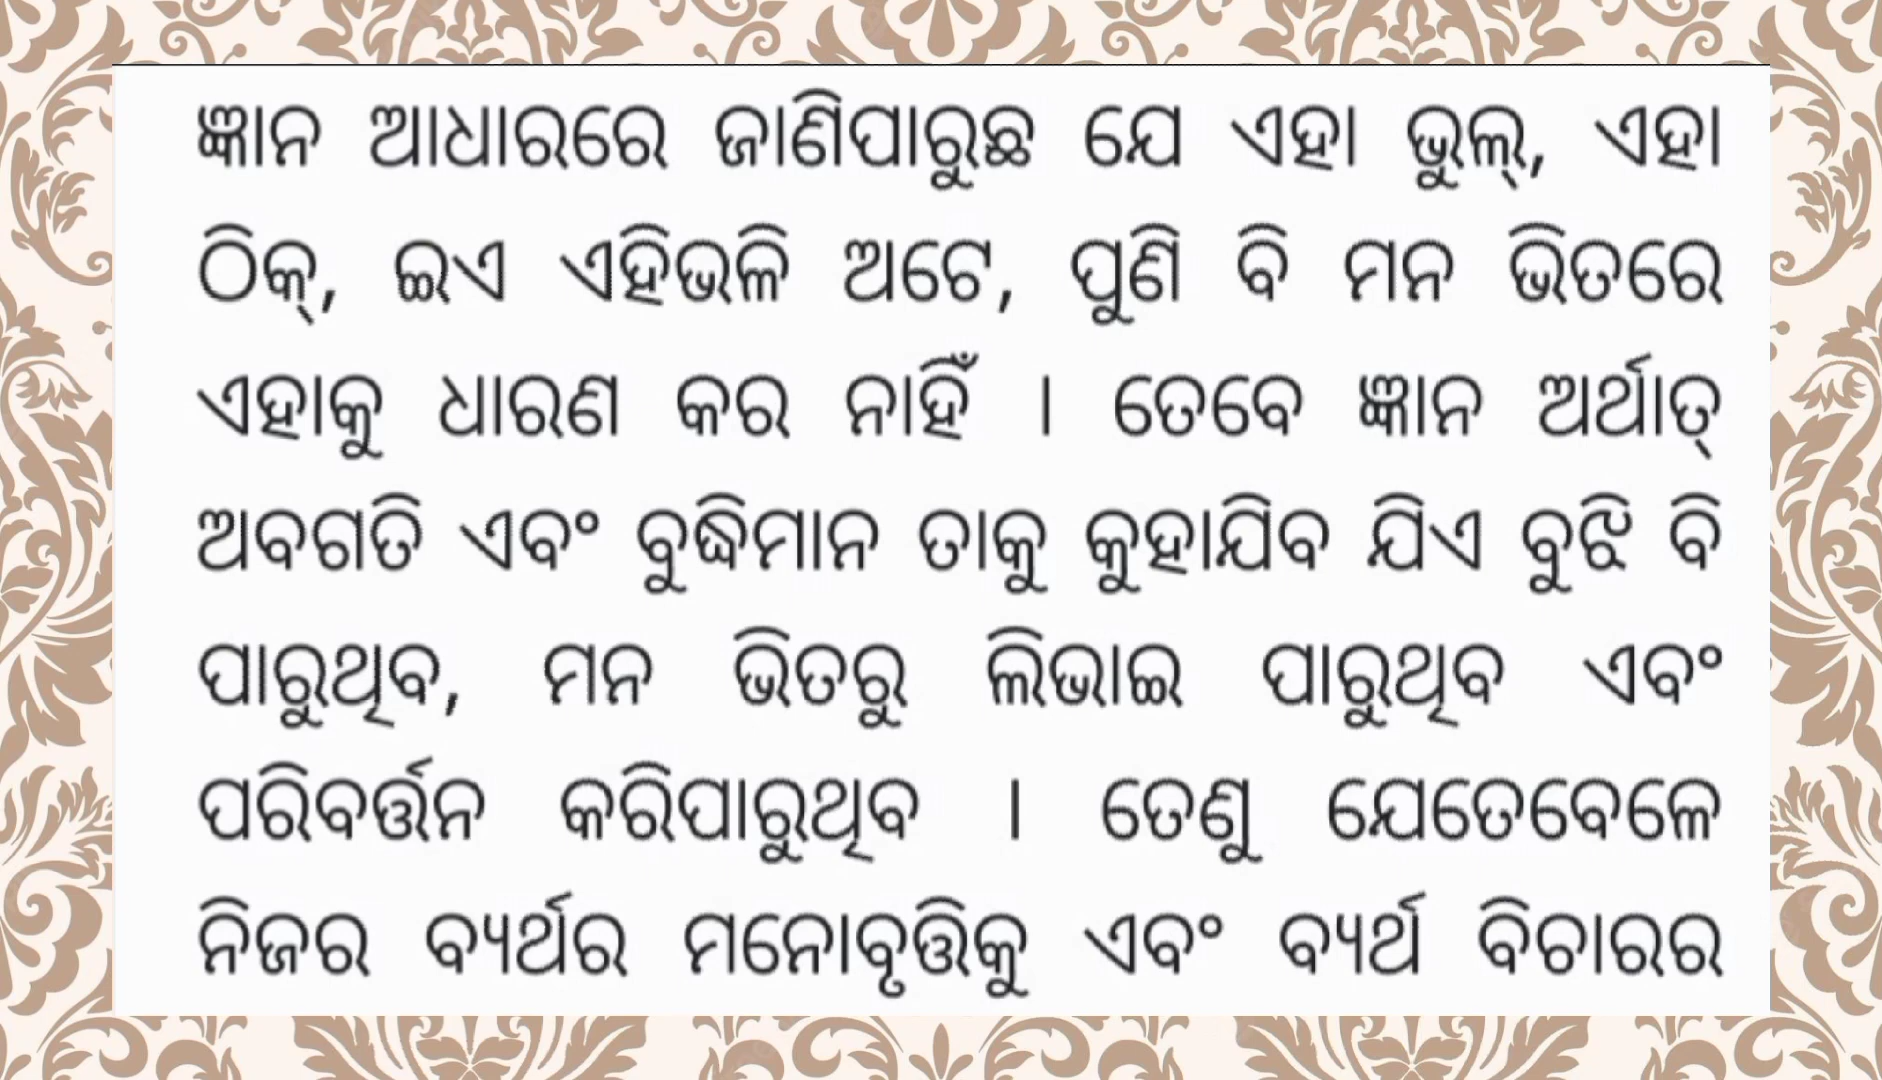 ଜ୍ଞାନ ଆଧାରରେ ଜାଣିପାରୁଛ ଯେ ଏହା ଭୁଲ୍, ଏହା
ଠିକ୍, ଇଏ ଏହିଭଳି ଅଟେ, ପୁଣି ବି ମନ ଭିତରେ
ଏହାକୁ ଧାରଣ କର ନାହିଁ । ତେବେ ଜ୍ଞାନ ଅର୍ଥାତ୍
ଅବଗତି ଏବଂ ବୁଦ୍ଧିମାନ ତାକୁ କୁହାଯିବ ଯିଏ ବୁଝି ବି
ପାରୁଥିବ, ମନ ଭିତରୁ ଲିଭାଇ ପାରୁଥିବ ଏବଂ
ପରିବର୍ତ୍ତନ କରିପାରୁଥିବ । ତେଣୁ ଯେତେବେଳେ
ନିଜର ବ୍ୟର୍ଥର ମନୋବୃତ୍ତିକୁ ଏବଂ ବ୍ୟର୍ଥ ବିଚାରର